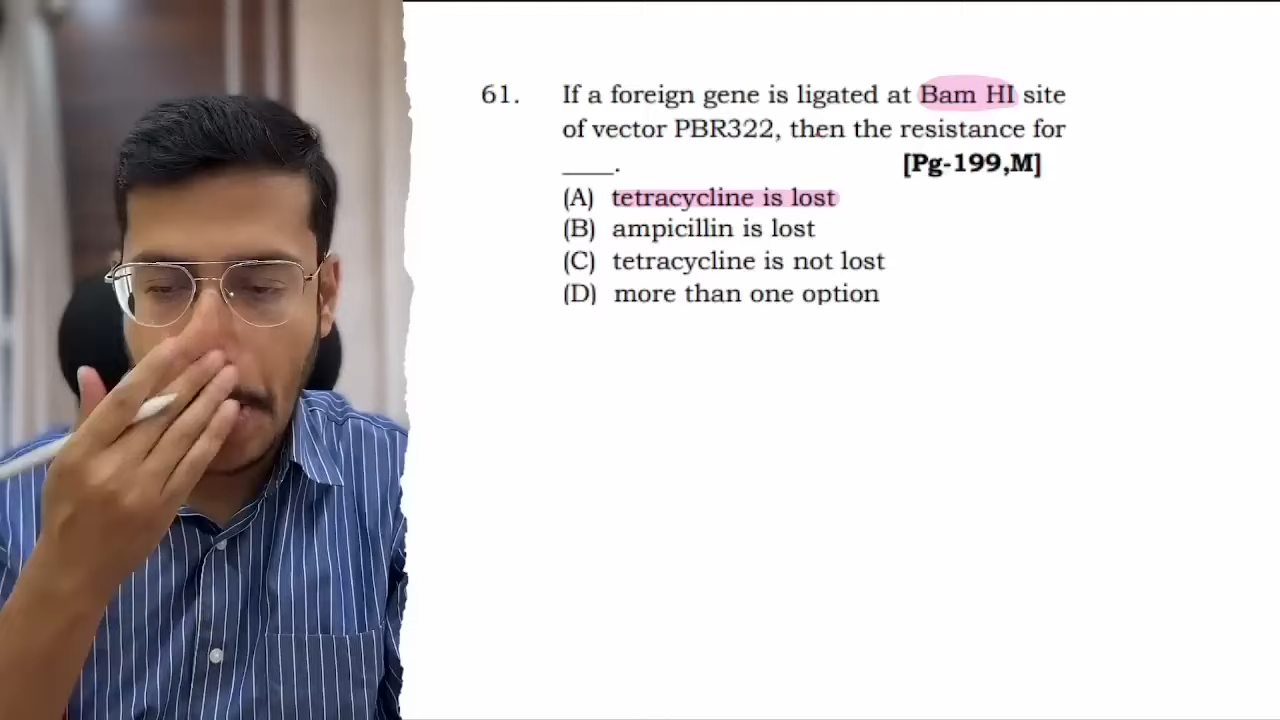 61. If a foreign gene is ligated at Bam HI site
of vector PBR322, then the resistance for
____. [Pg-199,M]
(A) tetracycline is lost
(B) ampicillin is lost
(C) tetracycline is not lost
(D) more than one option